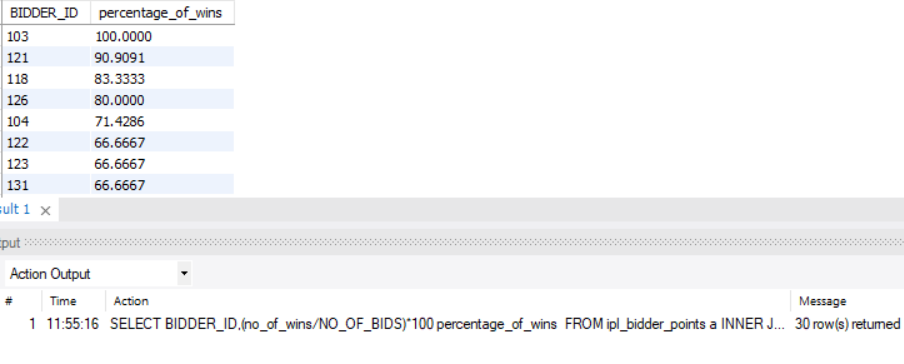 BIDDER_ID percentage_of_wins
103 100.0000
121 90.9091
118 83.3333
126 80.0000
104 71.4286
122 66.6667
123 66.6667
131 66.6667
sult 1 ×
tput
Action Output
# Time Action Message
1 11:55:16 SELECT BIDDER_ID,(no_of_wins/NO_OF_BIDS)*100 percentage_of_wins FROM ipl_bidder_points a INNER J... 30 row(s) returned